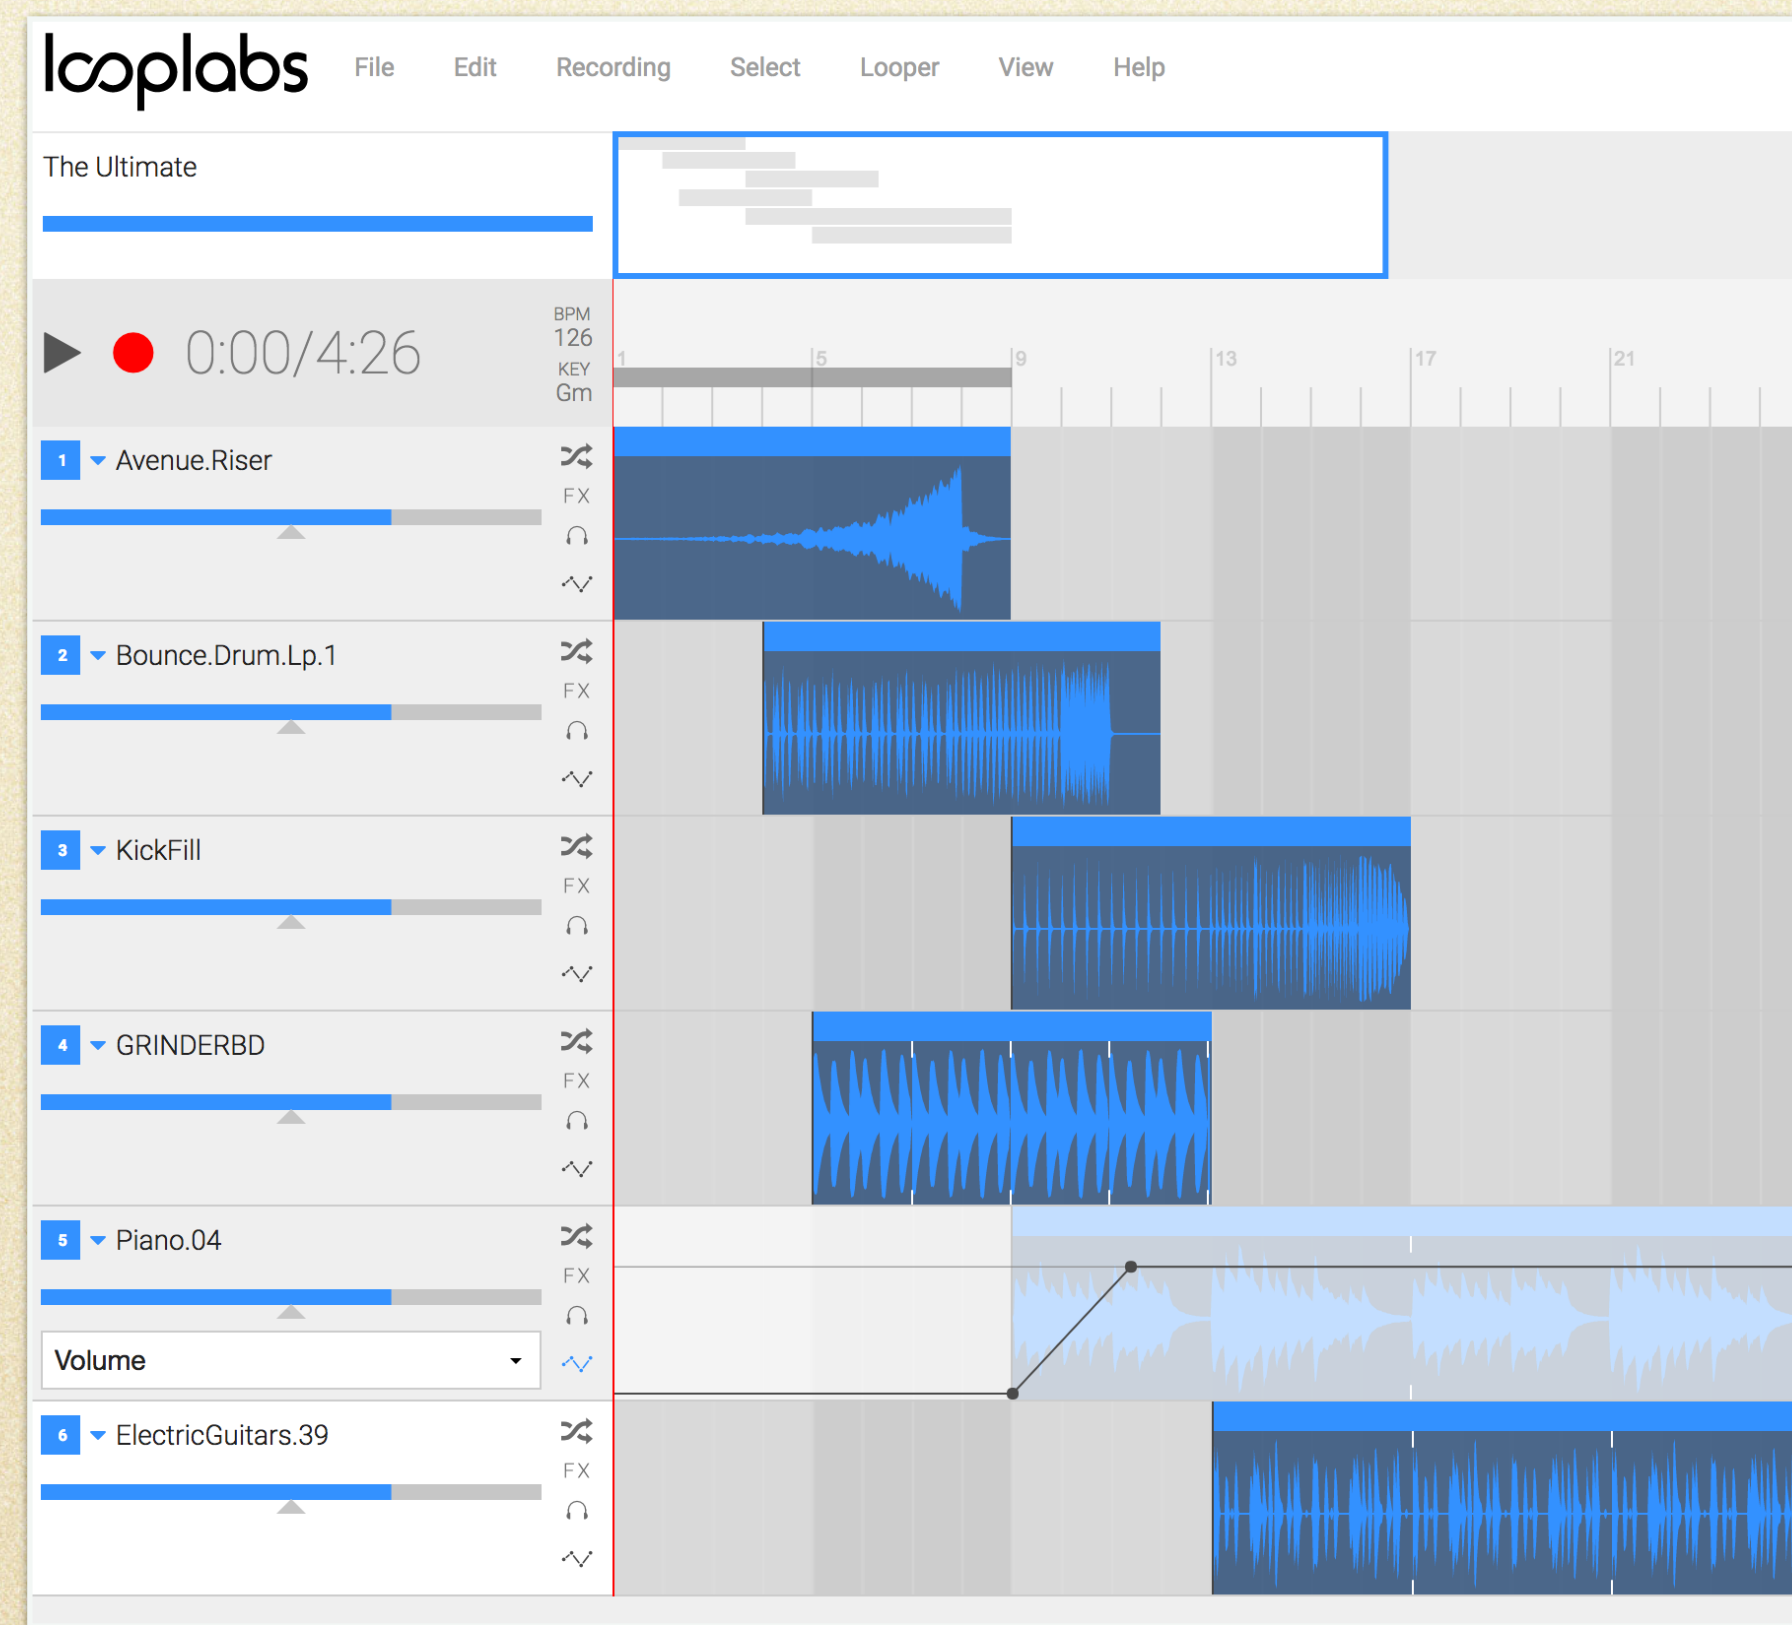 looplabs File Edit Recording Select Looper View Help
The Ultimate
0:00/4:26
BPM
126
KEY
Gm
1 5 9 13 17 21
1 Avenue.Riser
FX
2 Bounce.Drum.Lp.1
FX
3 KickFill
FX
4 GRINDERBD
FX
5 Piano.04
FX
Volume
6 ElectricGuitars.39
FX